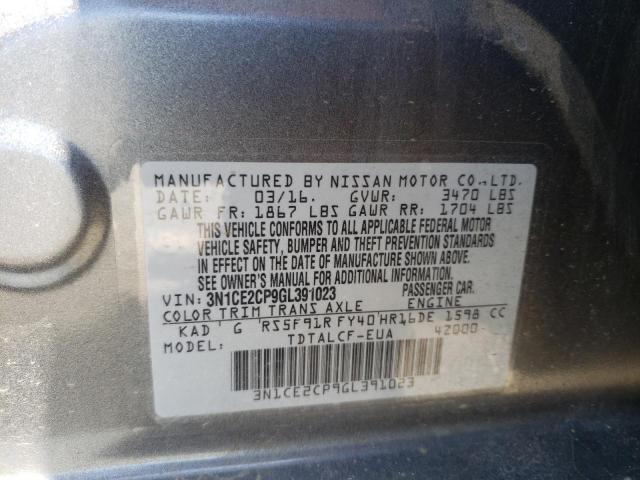 MANUFACTURED BY NISSAN MOTOR CO.,LTD.
DATE: 03/16. GVWR: 3470 LBS
GAWR FR: 1867 LBS GAWR RR: 1704 LBS
THIS VEHICLE CONFORMS TO ALL APPLICABLE FEDERAL MOTOR
VEHICLE SAFETY, BUMPER AND THEFT PREVENTION STANDARDS
IN EFFECT ON THE DATE OF MANUFACTURE SHOWN ABOVE.
SEE OWNER'S MANUAL FOR ADDITIONAL INFORMATION.
VIN: 3N1CE2CP9GL391023 PASSENGER CAR.
COLOR TRIM TRANS AXLE ENGINE
KAD G RS5F91R FY40 HR16DE 1598 CC
TDTALCF-EUA 42000-
3N1CE2CP9GL391023